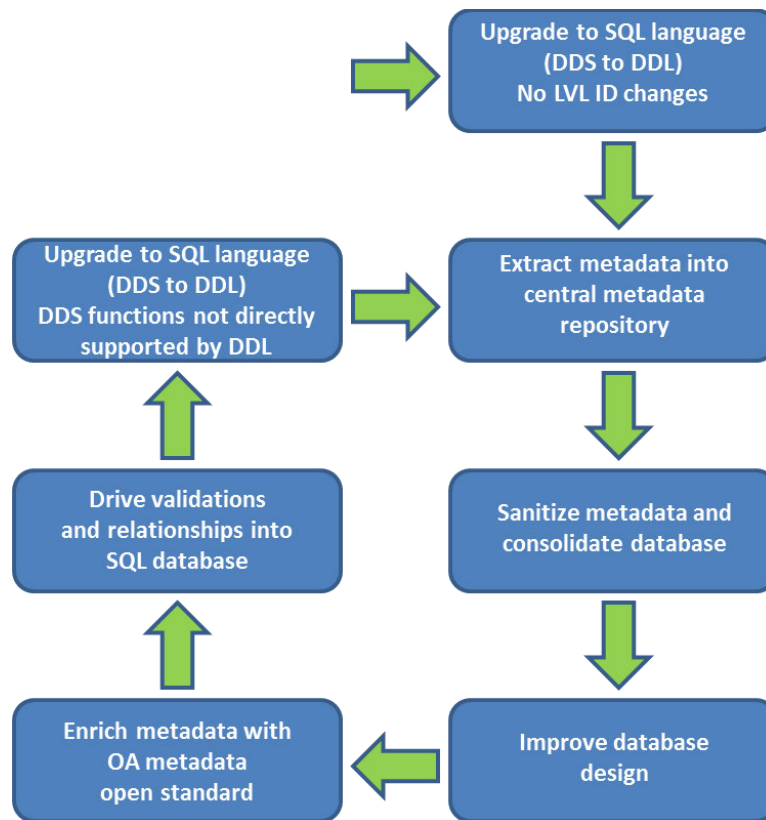 Upgrade to SQL language
(DDS to DDL)
No LVL ID changes
Upgrade to SQL language
(DDS to DDL)
DDS functions not directly
supported by DDL
Extract metadata into
central metadata
repository
Drive validations
and relationships into
SQL database
Sanitize metadata and
consolidate database
Enrich metadata with
OA metadata
open standard
Improve database
design